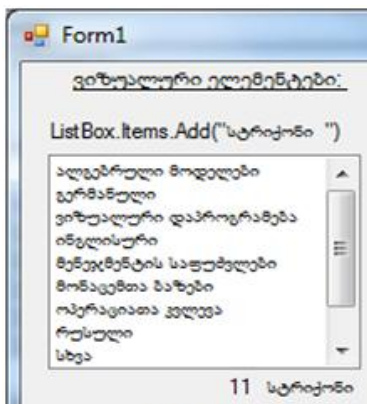 Form1
ვიზუალური ელემენტები:
ListBox.Items.Add("სტრიქონი ")
ალგებრული მოდელები
გერმანული
ვიზუალური დაპროგრამება
ინგლისური
მენეჯმენტის საფუძვლები
მონაცემთა ბაზები
ოპერაციათა კვლევა
რუსული
სხვა
11 სტრიქონი